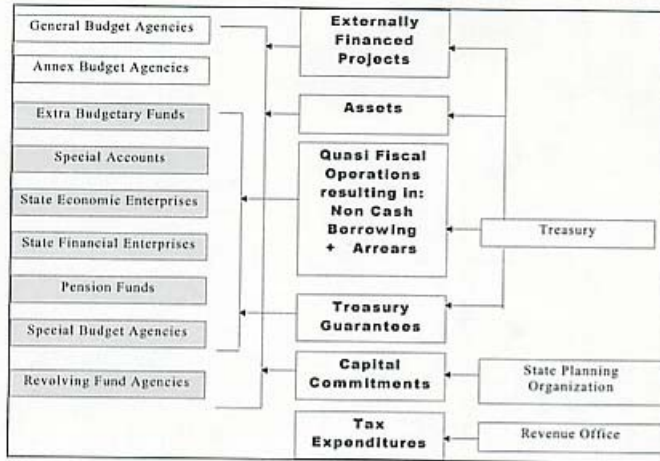 General Budget Agencies
Annex Budget Agencies
Extra Budgetary Funds
Special Accounts
State Economic Enterprises
State Financial Enterprises
Pension Funds
Special Budget Agencies
Revolving Fund Agencies
Externally
Financed
Projects
Assets
Quasi Fiscal
Operations
resulting in:
Non Cash
Borrowing
+ Arrears
Treasury
Guarantees
Capital
Commitments
Tax
Expenditures
Treasury
State Planning
Organization
Revenue Office